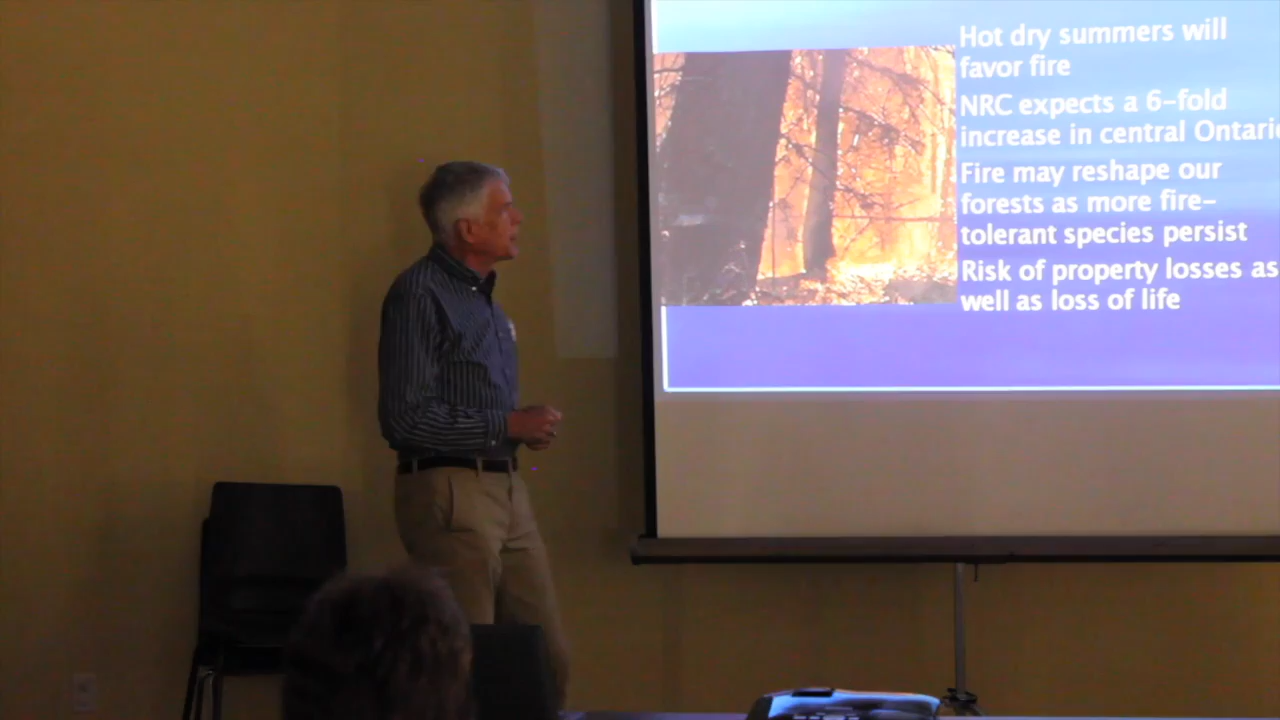 Hot dry summers will
favor fire
NRC expects a 6-fold
increase in central Ontari
Fire may reshape our
forests as more fire-
tolerant species persist
Risk of property losses as
well as loss of life